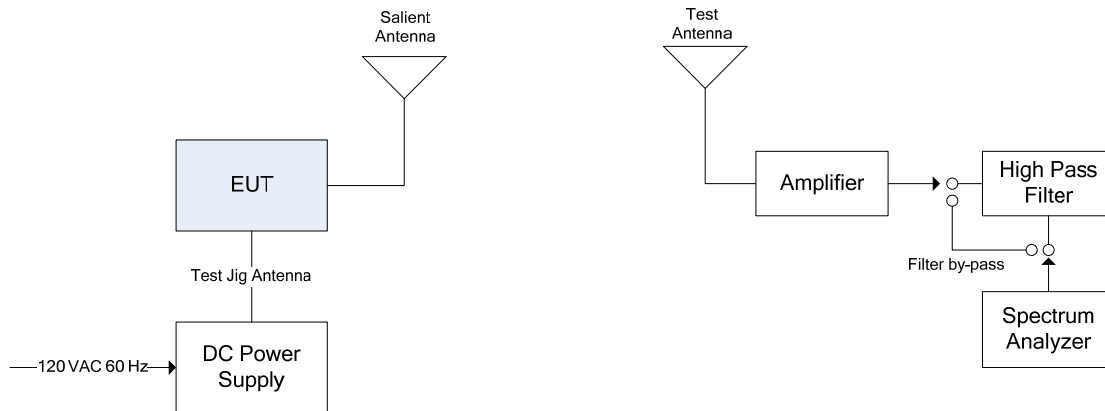 Salient
Antenna
Test
Antenna
EUT
Amplifier
High Pass
Filter
Test Jig Antenna
Filter by-pass
Spectrum
Analyzer
120 VAC 60 Hz
DC Power
Supply